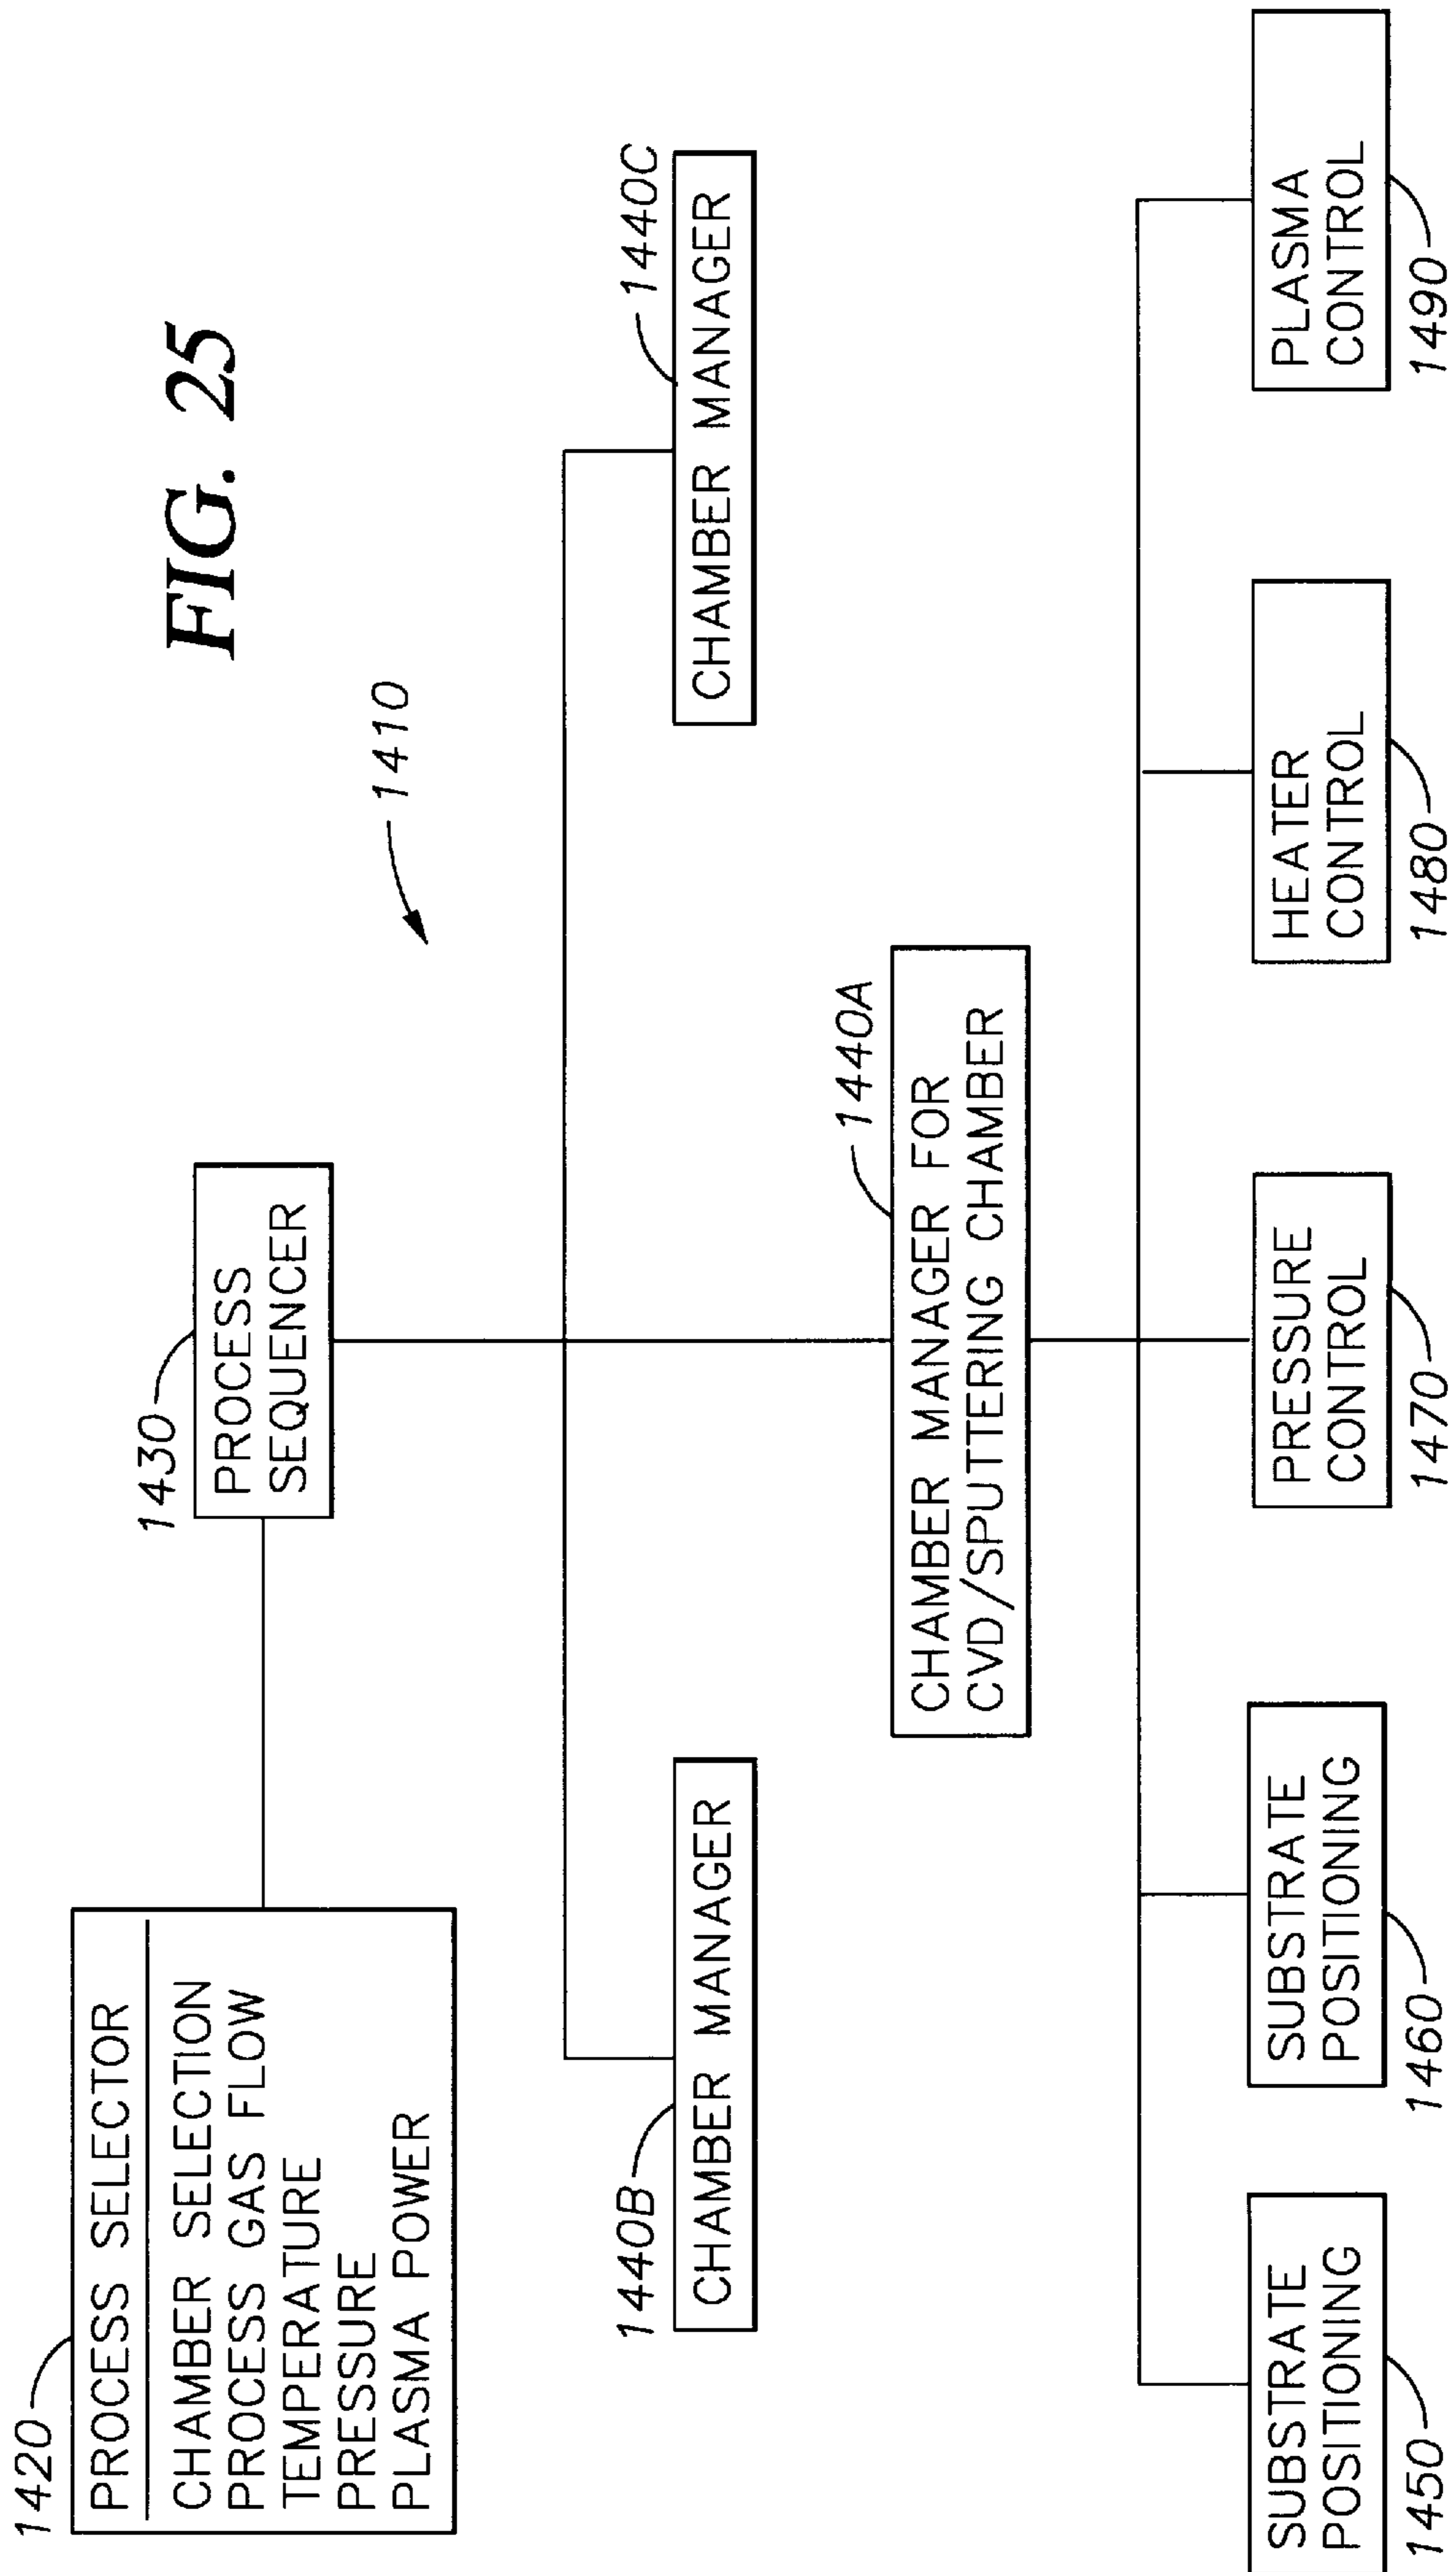 FIG. 25
1410
1420
PROCESS SELECTOR
CHAMBER SELECTION
PROCESS GAS FLOW
TEMPERATURE
PRESSURE
PLASMA POWER
1430
PROCESS
SEQUENCER
1440B
CHAMBER MANAGER
1440C
CHAMBER MANAGER
1440A
CHAMBER MANAGER FOR
CVD/SPUTTERING CHAMBER
SUBSTRATE
POSITIONING
1450
SUBSTRATE
POSITIONING
1460
PRESSURE
CONTROL
1470
HEATER
CONTROL
1480
PLASMA
CONTROL
1490